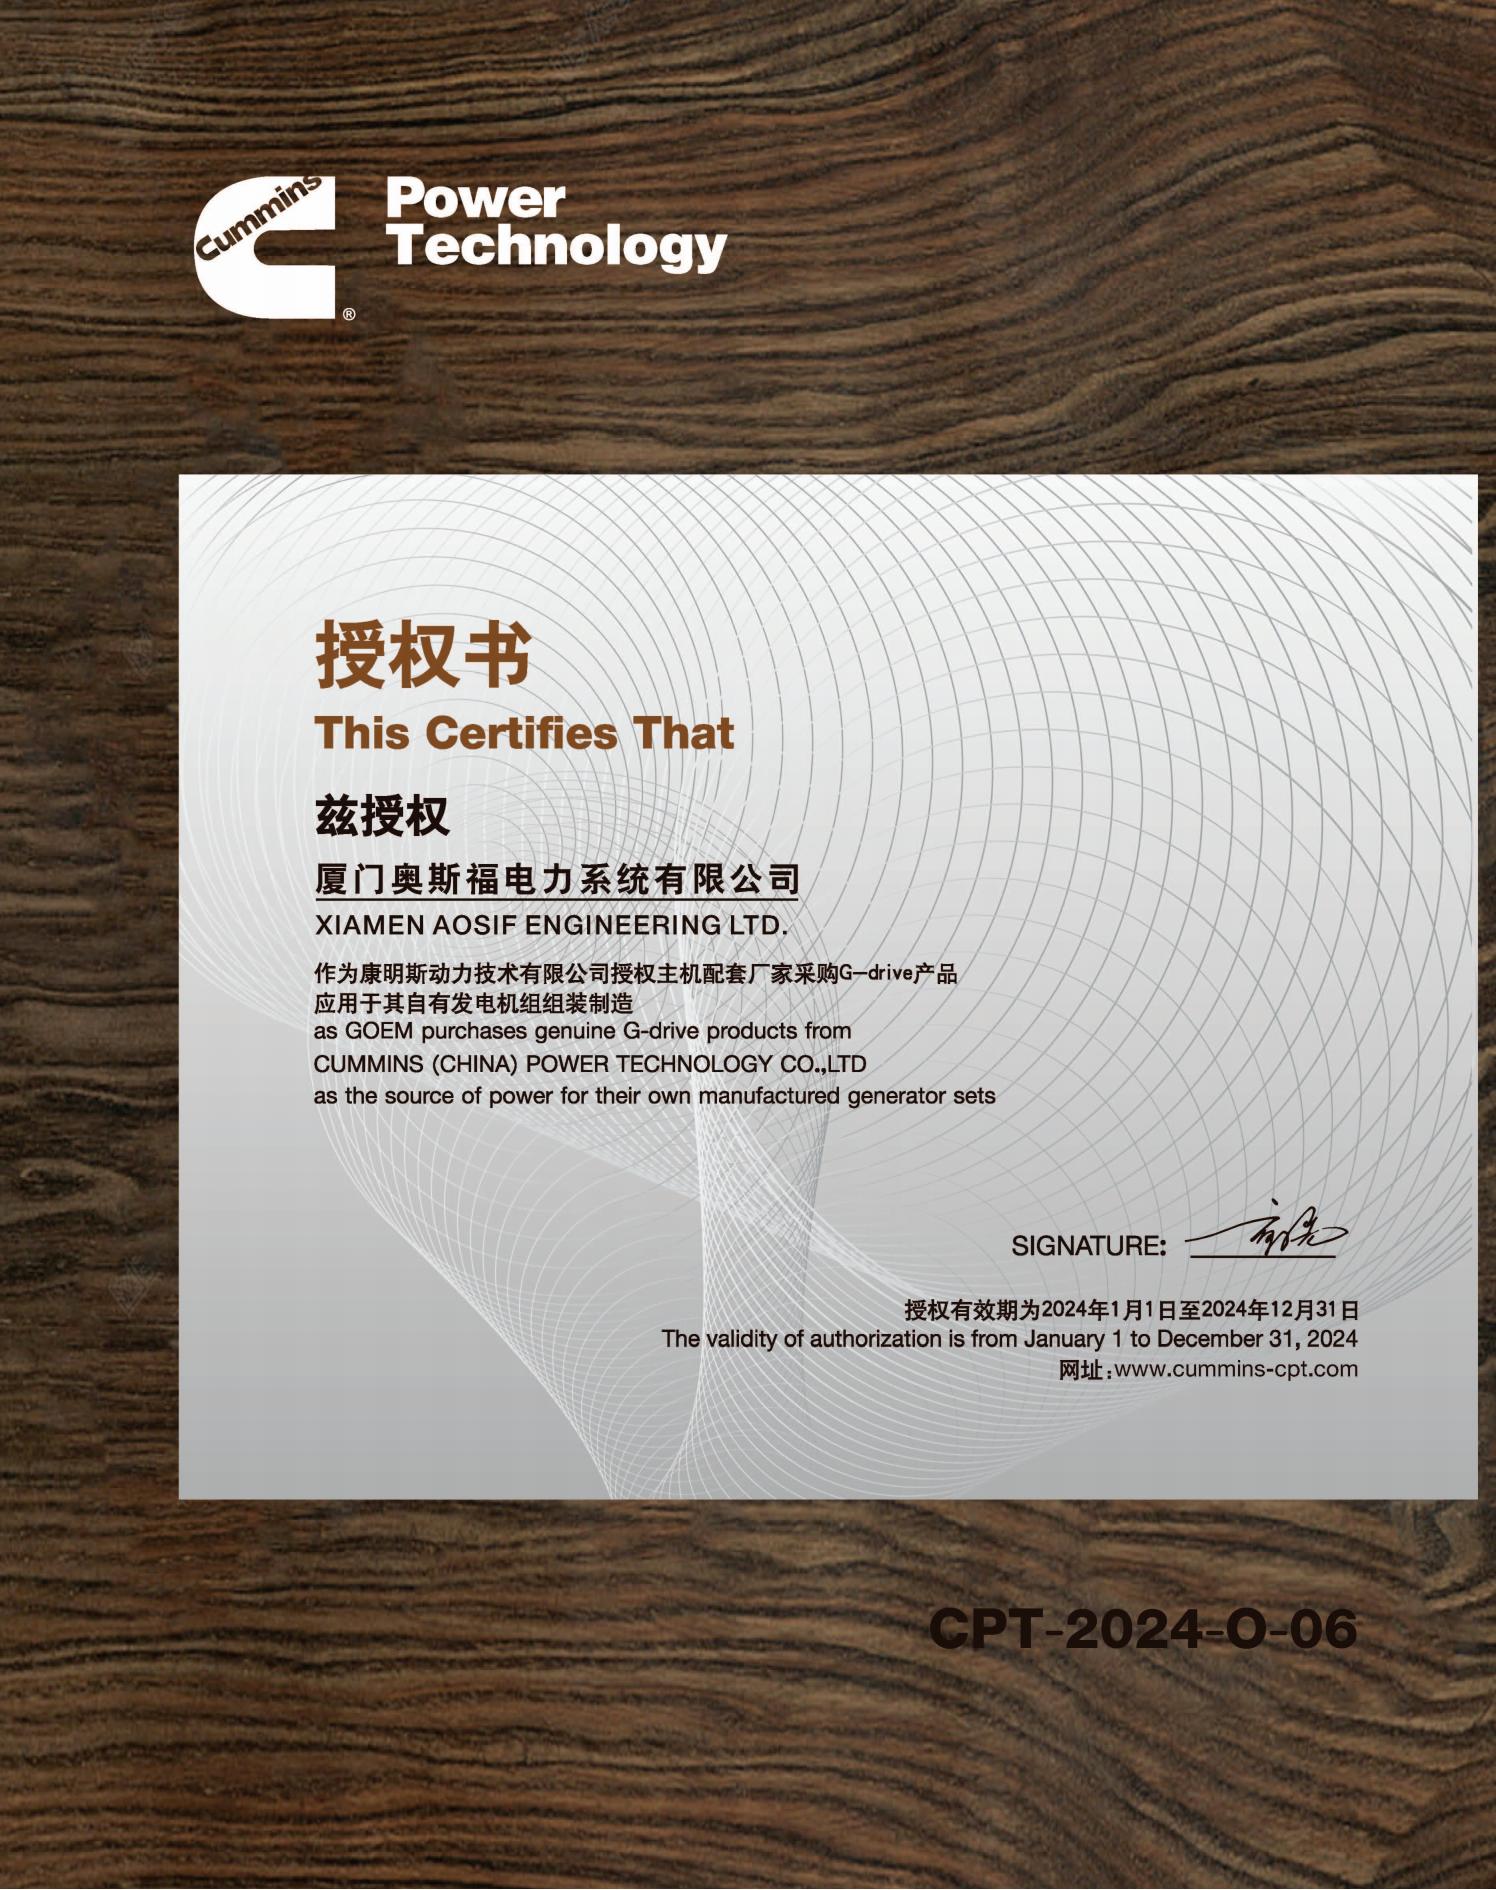 Cummins
®
Power
Technology
授权书
This Certifies That
兹授权
厦门奥斯福电力系统有限公司
XIAMEN AOSIF ENGINEERING LTD.
作为康明斯动力技术有限公司授权主机配套厂家采购G-drive产品
应用于其自有发电机组组装制造
as GOEM purchases genuine G-drive products from
CUMMINS (CHINA) POWER TECHNOLOGY CO.,LTD
as the source of power for their own manufactured generator sets
SIGNATURE:
授权有效期为2024年1月1日至2024年12月31日
The validity of authorization is from January 1 to December 31, 2024
网址:www.cummins-cpt.com
CPT-2024-O-06